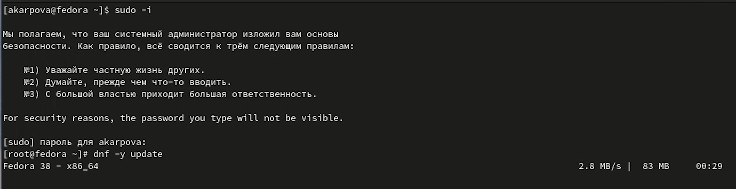 [akarpova@fedora ~]$ sudo -i
Мы полагаем, что ваш системный администратор изложил вам основы
безопасности. Как правило, всё сводится к трём следующим правилам:
№1) Уважайте частную жизнь других.
№2) Думайте, прежде чем что-то вводить.
№3) С большой властью приходит большая ответственность.
For security reasons, the password you type will not be visible.
[sudo] пароль для akarpova:
[root@fedora ~]# dnf -y update
Fedora 38 - x86_64 2.8 MB/s | 83 MB 00:29